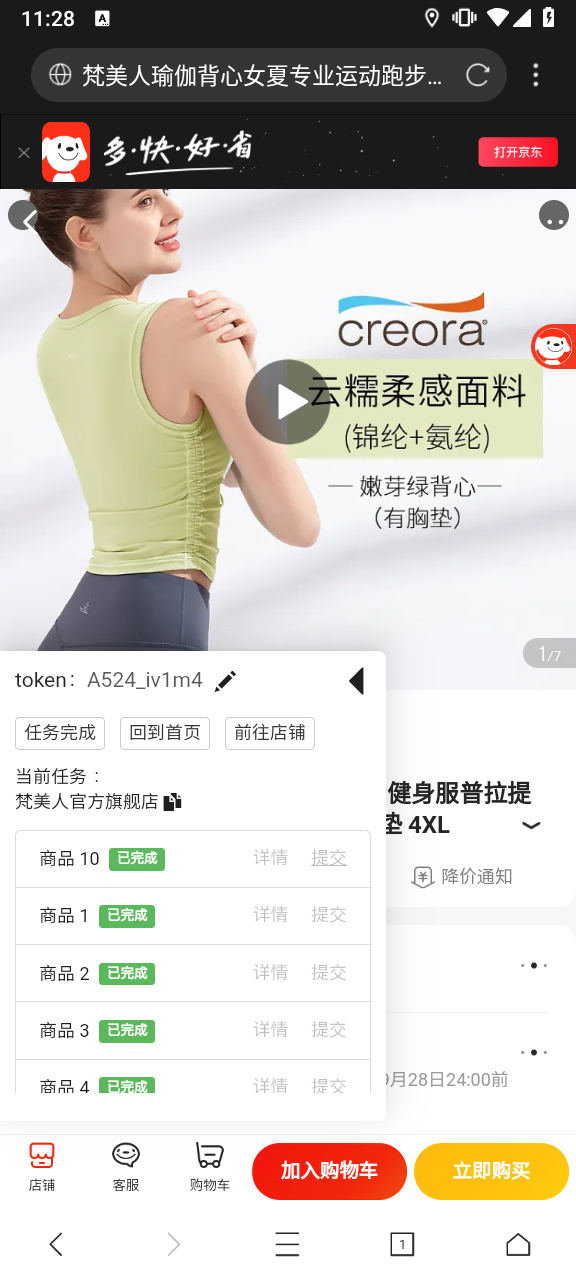 11:28
A
梵美人瑜伽背心女夏专业运动跑步...
多·快·好·省
打开京东
creora
云糯柔感面料
(锦纶+氨纶)
嫩芽绿背心
(有胸垫)
1/7
token: A524_iv1m4
任务完成 回到首页 前往店铺
当前任务:
梵美人官方旗舰店
健身服普拉提
垫 4XL
降价通知
商品 10 已完成 详情 提交
商品 1 已完成 详情 提交
商品 2 已完成 详情 提交
商品 3 已完成 详情 提交
商品 4 已完成 详情 提交
9月28日24:00前
店铺 客服 购物车 加入购物车 立即购买
1